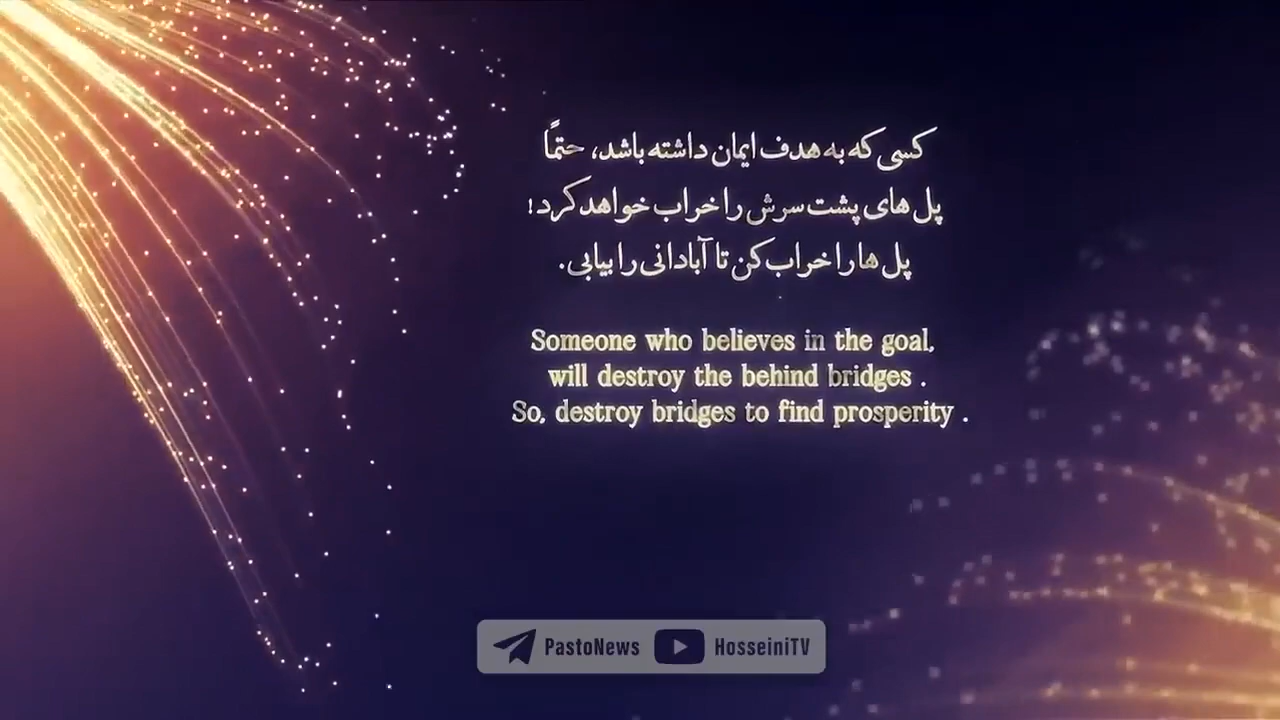 کسی که به هدف ایمان داشته باشد، حتماً
پل های پشت سرش را خراب خواهد کرد؛
پل ها را خراب کن تا آبادانی را بیابی.
Someone who believes in the goal,
will destroy the behind bridges .
So, destroy bridges to find prosperity .
PastoNews HosseiniTV